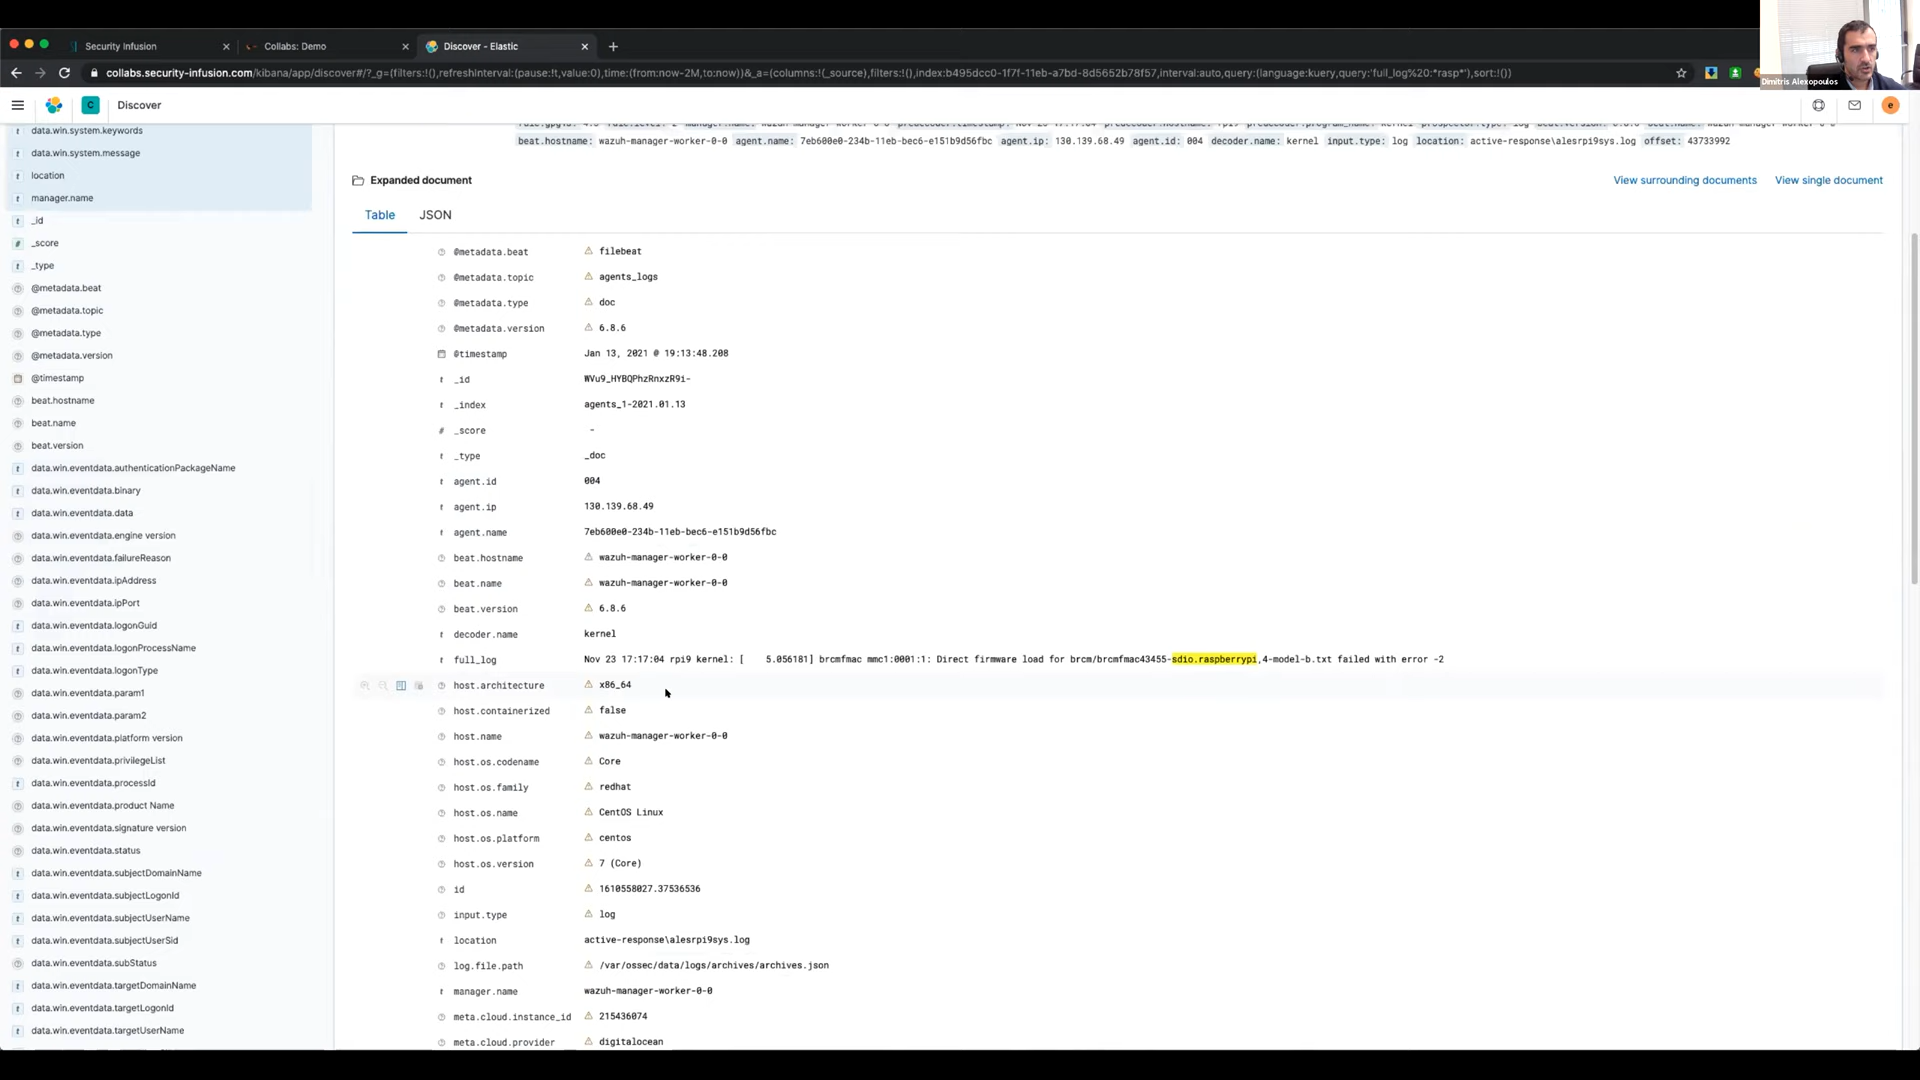 Security Infusion
Collabs: Demo
Discover - Elastic
collabs.security-infusion.com/kibana/app/discover#/?_g=(filters:!(),refreshInterval:(pause:!t,value:0),time:(from:now-2M,to:now))&_a=(columns:!(_source),filters:!(),index:b495dcc0-1f7f-11eb-a7bd-8d5652b78f57,interval:auto,query:(language:kuery,query:'full_log%20:*rasp*'),sort:!())
Dimitris Alexopoulos
C Discover e
beat.hostname: wazuh-manager-worker-0-0 agent.name: 7eb600e0-234b-11eb-bec6-e151b9d56fbc agent.ip: 130.139.68.49 agent.id: 004 decoder.name: kernel input.type: log location: active-response\alesrpi9sys.log offset: 43733992
Expanded document View surrounding documents View single document
Table JSON
t data.win.system.keywords
t data.win.system.message
t location
t manager.name
t _id
# _score
t _type
@metadata.beat
@metadata.topic
@metadata.type
@metadata.version
@timestamp
beat.hostname
beat.name
beat.version
t data.win.eventdata.authenticationPackageName
t data.win.eventdata.binary
t data.win.eventdata.data
data.win.eventdata.engine version
data.win.eventdata.failureReason
data.win.eventdata.ipAddress
data.win.eventdata.ipPort
t data.win.eventdata.logonGuid
t data.win.eventdata.logonProcessName
t data.win.eventdata.logonType
t data.win.eventdata.param1
t data.win.eventdata.param2
data.win.eventdata.platform version
data.win.eventdata.privilegeList
t data.win.eventdata.processId
data.win.eventdata.product Name
data.win.eventdata.signature version
data.win.eventdata.status
t data.win.eventdata.subjectDomainName
t data.win.eventdata.subjectLogonId
t data.win.eventdata.subjectUserName
t data.win.eventdata.subjectUserSid
data.win.eventdata.subStatus
t data.win.eventdata.targetDomainName
t data.win.eventdata.targetLogonId
t data.win.eventdata.targetUserName
@metadata.beat filebeat
@metadata.topic agents_logs
@metadata.type doc
@metadata.version 6.8.6
@timestamp Jan 13, 2021 @ 19:13:48.208
t _id WVu9_HYBQPhzRnxzR9i-
t _index agents_1-2021.01.13
# _score -
t _type _doc
t agent.id 004
t agent.ip 130.139.68.49
t agent.name 7eb600e0-234b-11eb-bec6-e151b9d56fbc
beat.hostname wazuh-manager-worker-0-0
beat.name wazuh-manager-worker-0-0
beat.version 6.8.6
t decoder.name kernel
t full_log Nov 23 17:17:04 rpi9 kernel: [ 5.056181] brcmfmac mmc1:0001:1: Direct firmware load for brcm/brcmfmac43455-sdio.raspberrypi,4-model-b.txt failed with error -2
host.architecture x86_64
host.containerized false
host.name wazuh-manager-worker-0-0
host.os.codename Core
host.os.family redhat
host.os.name CentOS Linux
host.os.platform centos
host.os.version 7 (Core)
id 1610558027.37536536
input.type log
t location active-response\alesrpi9sys.log
log.file.path /var/ossec/data/logs/archives/archives.json
t manager.name wazuh-manager-worker-0-0
meta.cloud.instance_id 215436074
meta.cloud.provider digitalocean